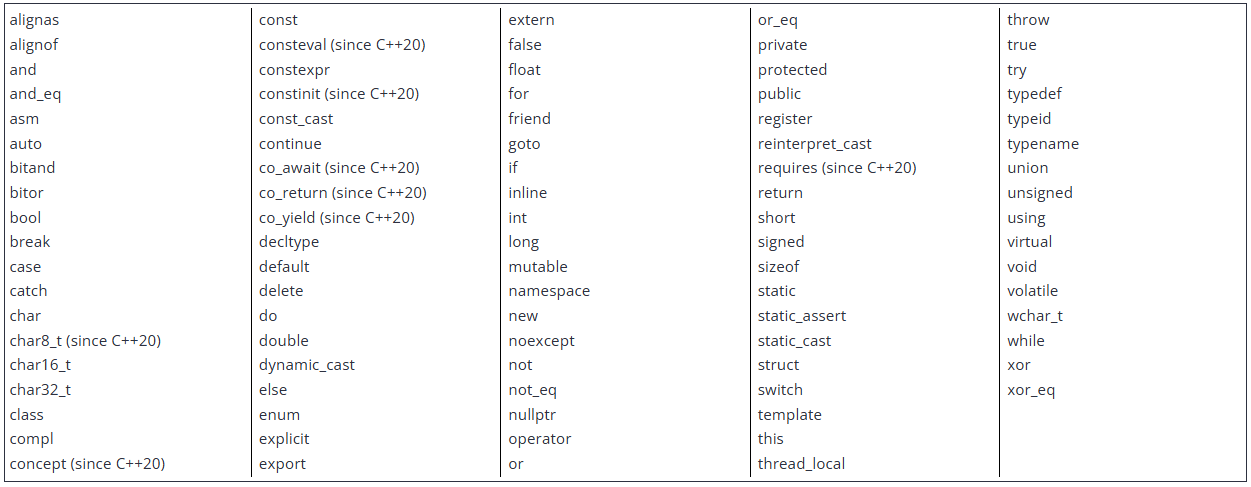 alignas
alignof
and
and_eq
asm
auto
bitand
bitor
bool
break
case
catch
char
char8_t (since C++20)
char16_t
char32_t
class
compl
concept (since C++20)
const
consteval (since C++20)
constexpr
constinit (since C++20)
const_cast
continue
co_await (since C++20)
co_return (since C++20)
co_yield (since C++20)
decltype
default
delete
do
double
dynamic_cast
else
enum
explicit
export
extern
false
float
for
friend
goto
if
inline
int
long
mutable
namespace
new
noexcept
not
not_eq
nullptr
operator
or
or_eq
private
protected
public
register
reinterpret_cast
requires (since C++20)
return
short
signed
sizeof
static
static_assert
static_cast
struct
switch
template
this
thread_local
throw
true
try
typedef
typeid
typename
union
unsigned
using
virtual
void
volatile
wchar_t
while
xor
xor_eq